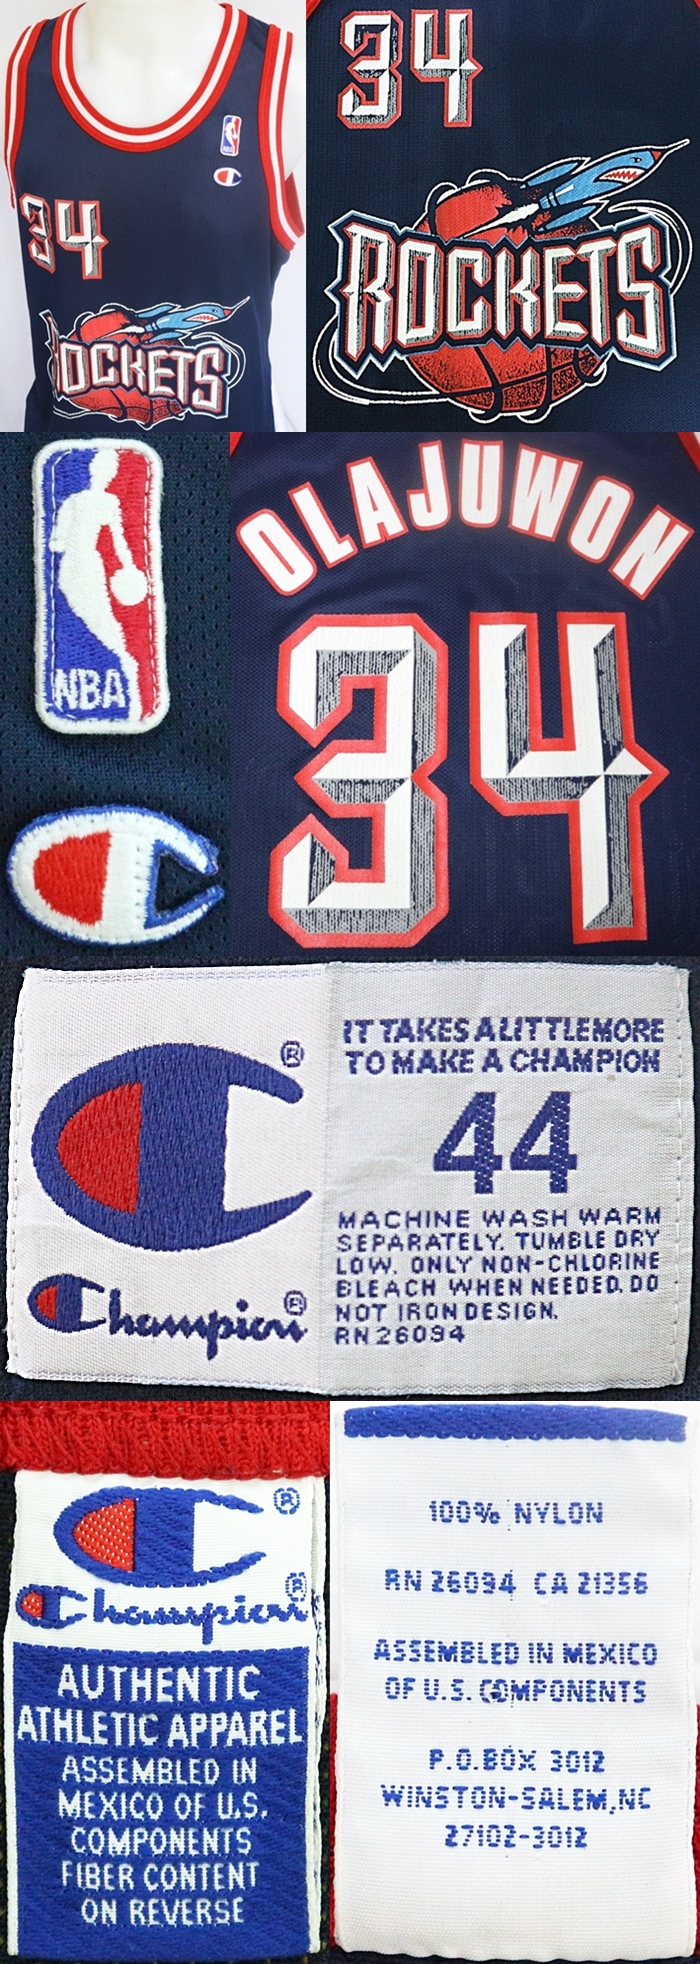 NBA
34
ROCKETS
34
ROCKETS
NBA
OLAJUWON
34
®
Champion®
IT TAKES A LITTLE MORE
TO MAKE A CHAMPION
44
MACHINE WASH WARM
SEPARATELY. TUMBLE DRY
LOW. ONLY NON-CHLORINE
BLEACH WHEN NEEDED. DO
NOT IRON DESIGN.
RN 26094
®
Champion®
AUTHENTIC
ATHLETIC APPAREL
ASSEMBLED IN
MEXICO OF U.S.
COMPONENTS
FIBER CONTENT
ON REVERSE
100% NYLON
RN 26094 CA 21356
ASSEMBLED IN MEXICO
OF U.S. COMPONENTS
P.O.BOX 3012
WINSTON-SALEM,NC
27102-3012